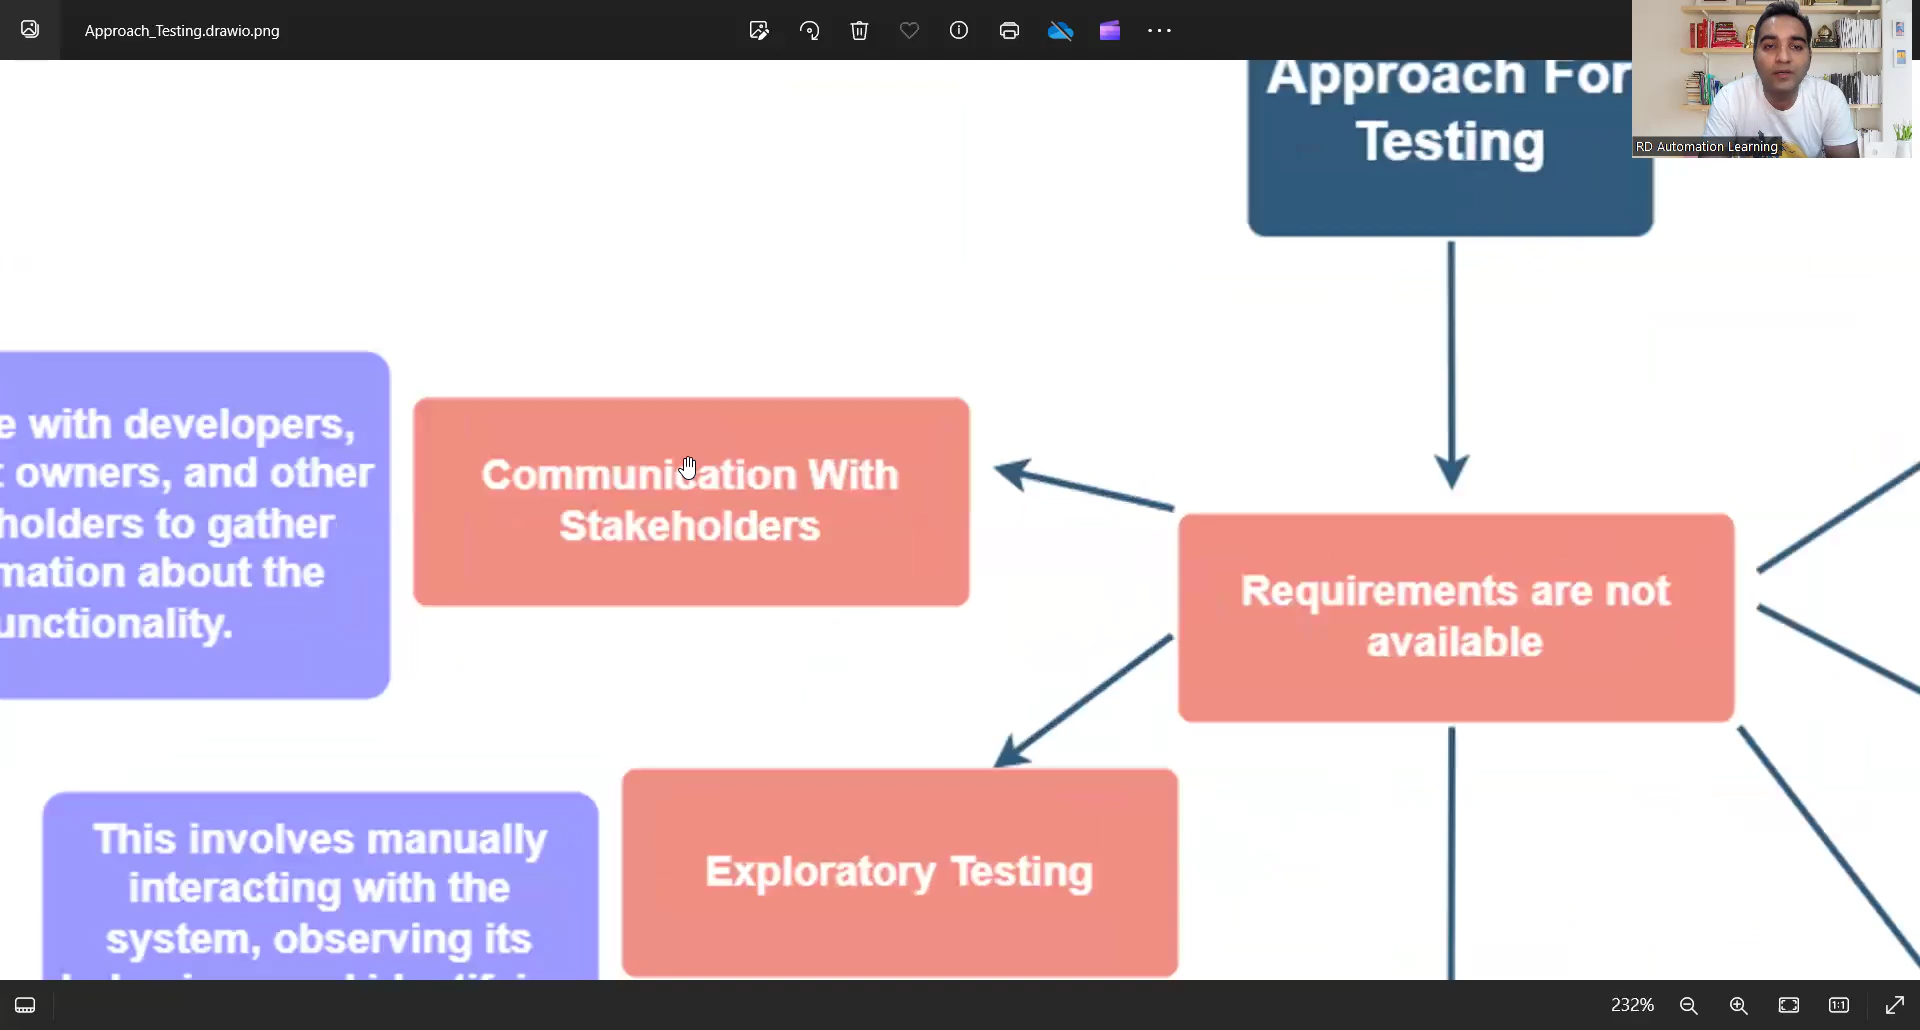 Approach_Testing.drawio.png
Approach For
Testing
RD Automation Learning
e with developers,
owners, and other
holders to gather
mation about the
unctionality.
Communication With
Stakeholders
Requirements are not
available
This involves manually
interacting with the
system, observing its
Exploratory Testing
232%
1:1